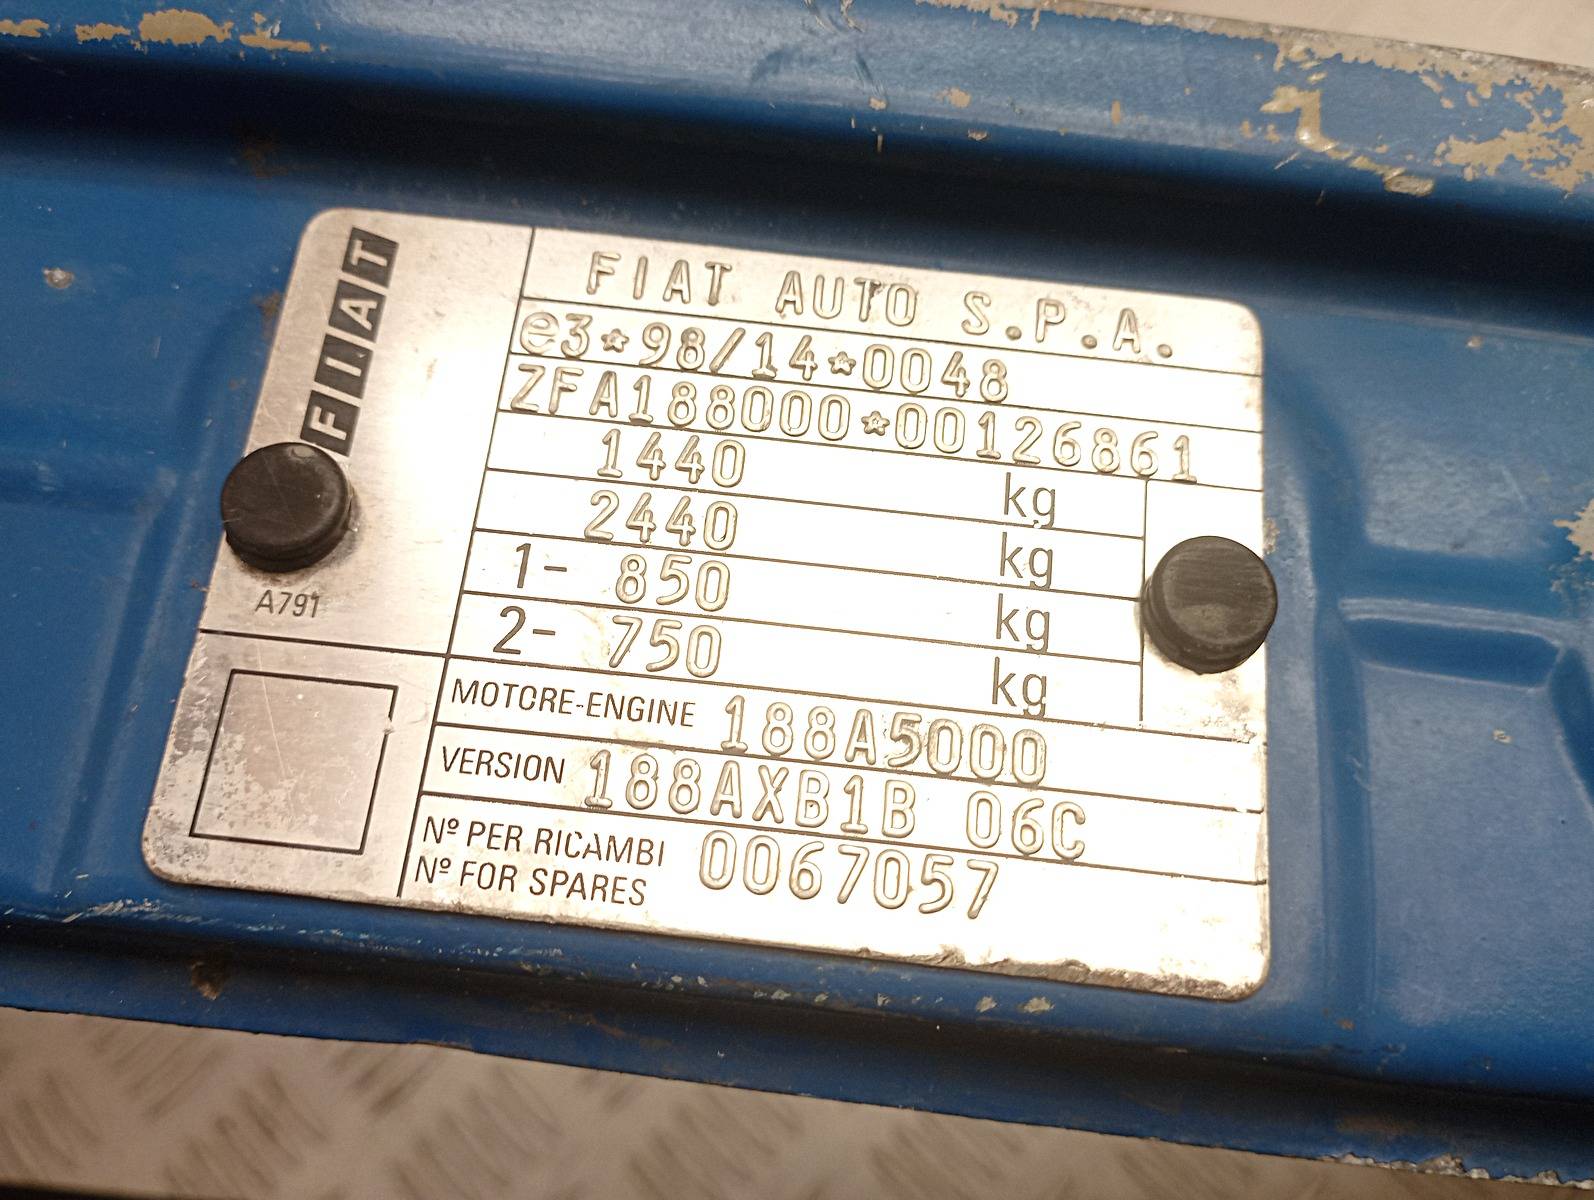 FIAT
A791
FIAT AUTO S.P.A.
e3*98/14*0048
ZFA188000*00126861
1440 kg
2440 kg
1- 850 kg
2- 750 kg
MOTORE-ENGINE 188A5000
VERSION 188AXB1B 06C
Nº PER RICAMBI 0067057
Nº FOR SPARES